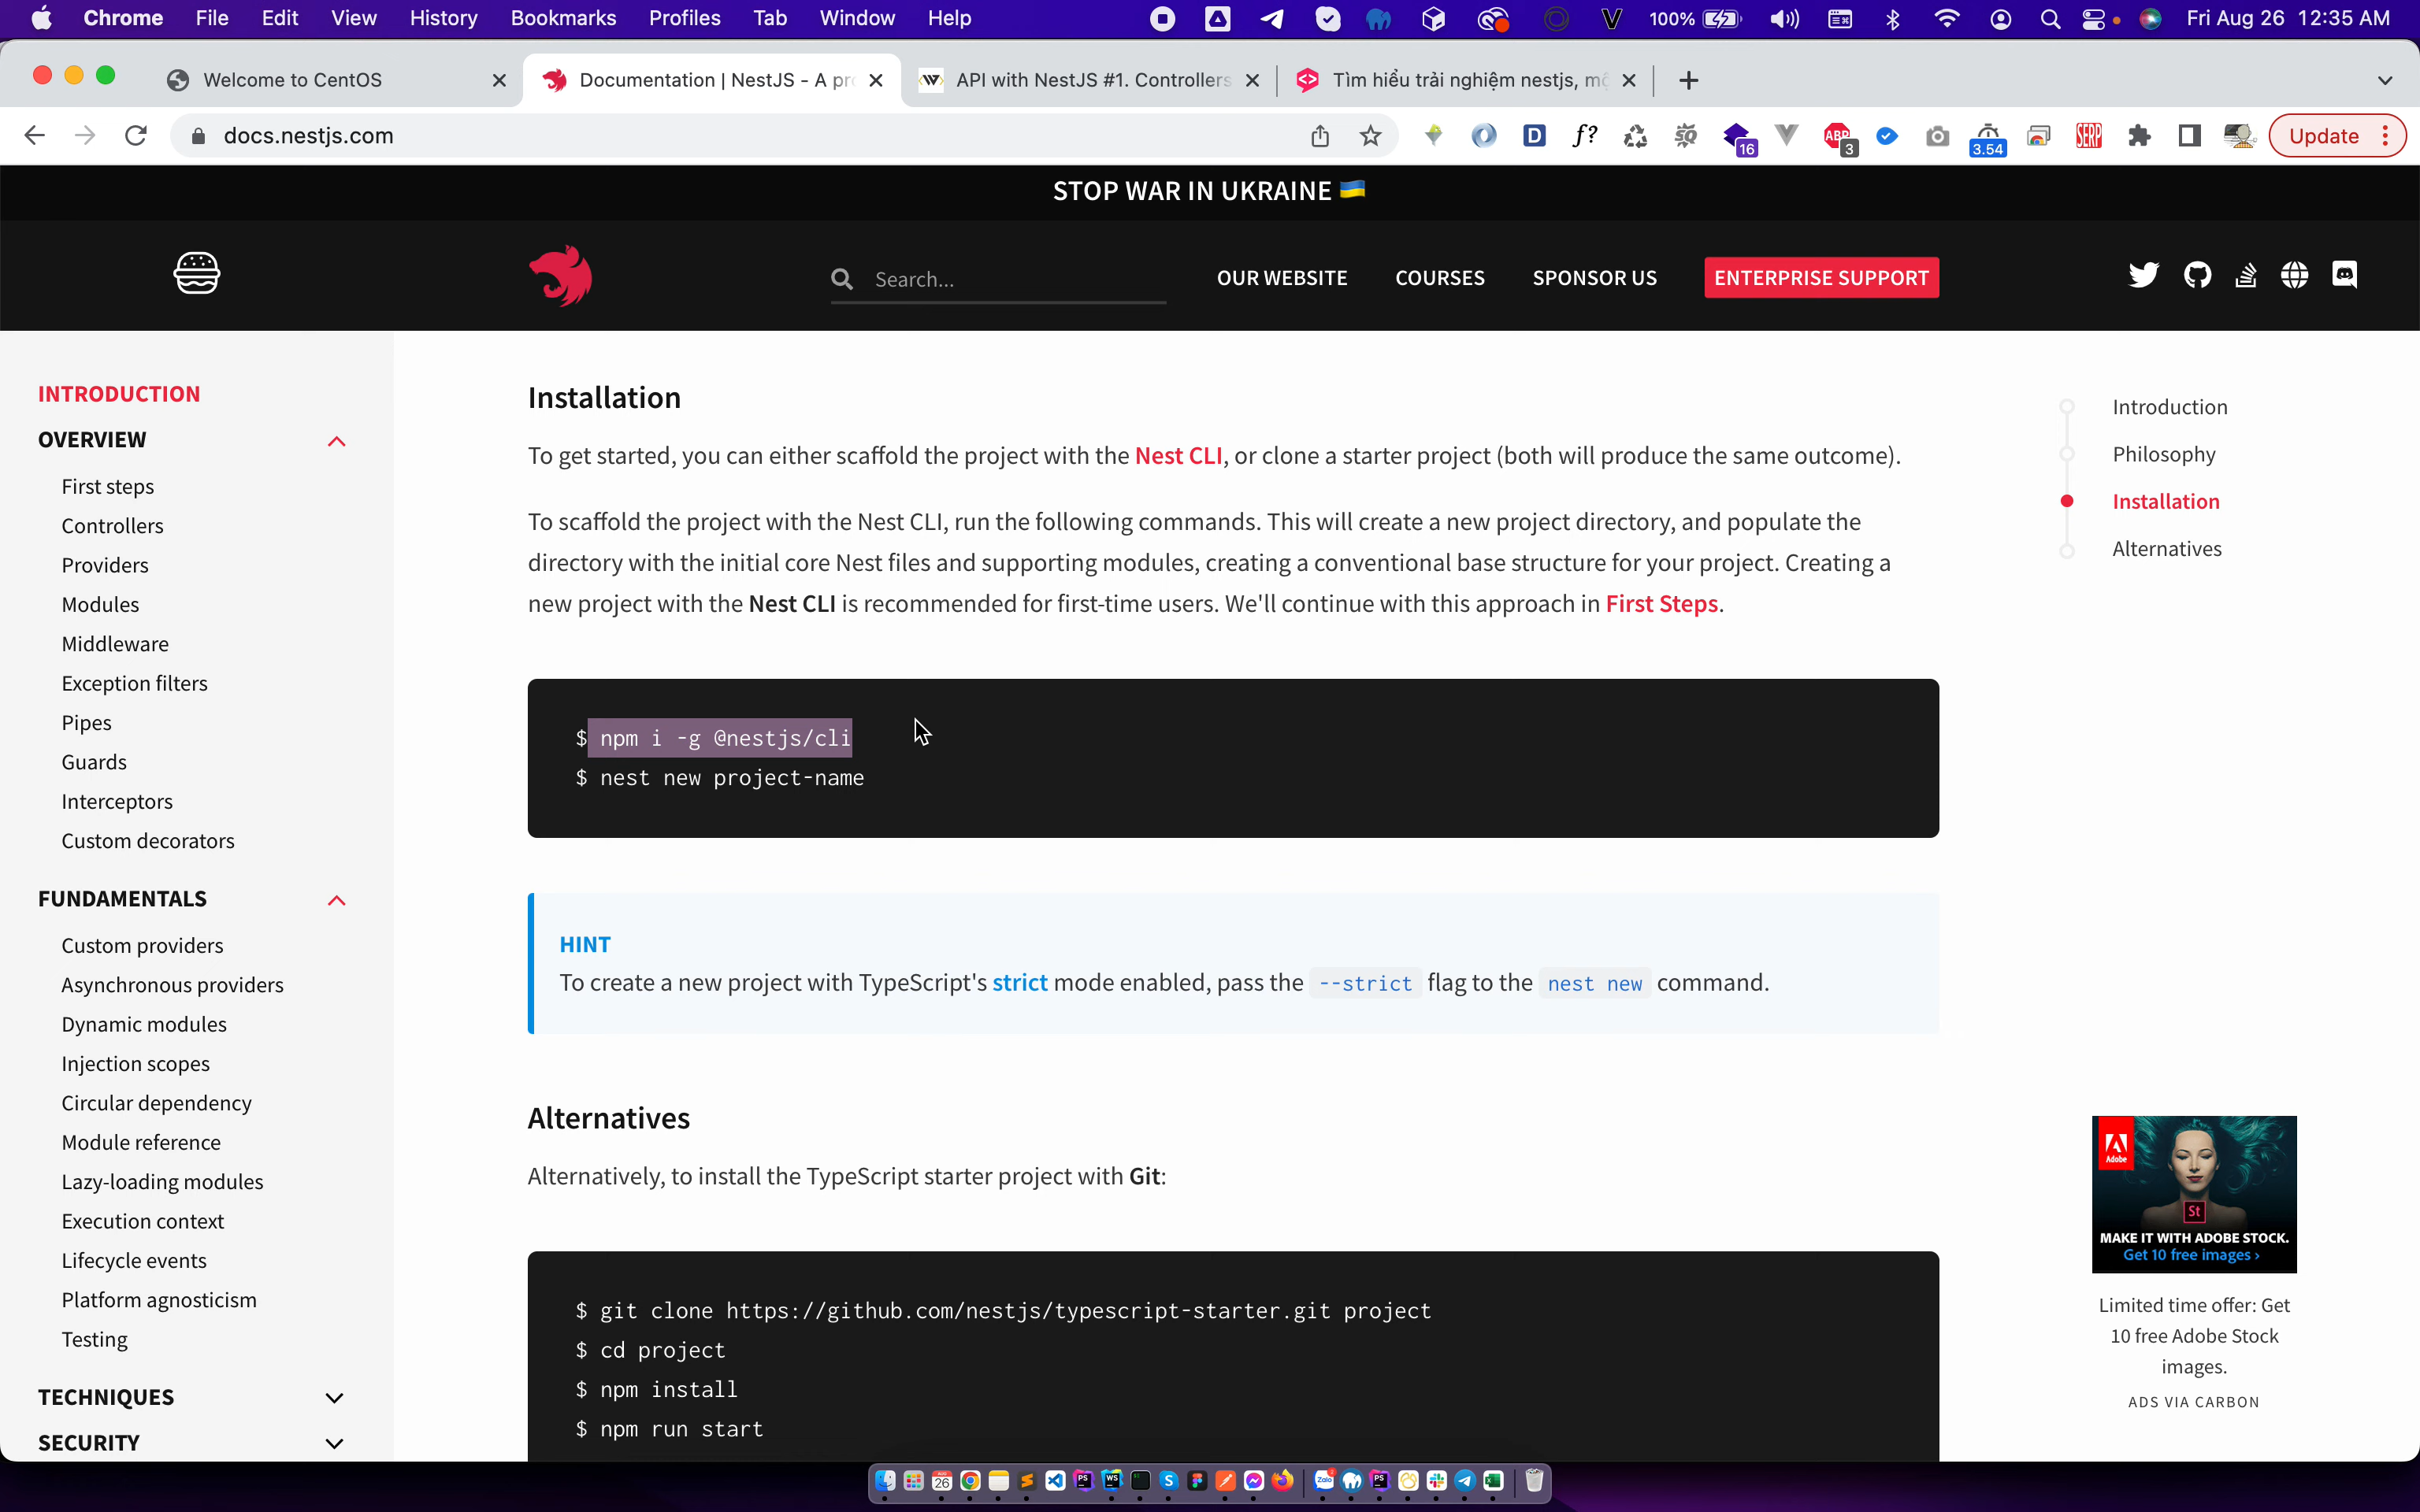 Chrome File Edit View History Bookmarks Profiles Tab Window Help 100% Fri Aug 26 12:35 AM
Welcome to CentOS
Documentation | NestJS - A pr
API with NestJS #1. Controllers
Tìm hiểu trải nghiệm nestjs, mộ
docs.nestjs.com
16 ABP 3 3.54 SERP Update
STOP WAR IN UKRAINE 🇺🇦
Search... OUR WEBSITE COURSES SPONSOR US ENTERPRISE SUPPORT
INTRODUCTION
OVERVIEW
First steps
Controllers
Providers
Modules
Middleware
Exception filters
Pipes
Guards
Interceptors
Custom decorators
FUNDAMENTALS
Custom providers
Asynchronous providers
Dynamic modules
Injection scopes
Circular dependency
Module reference
Lazy-loading modules
Execution context
Lifecycle events
Platform agnosticism
Testing
TECHNIQUES
SECURITY
Installation
To get started, you can either scaffold the project with the Nest CLI, or clone a starter project (both will produce the same outcome).
To scaffold the project with the Nest CLI, run the following commands. This will create a new project directory, and populate the
directory with the initial core Nest files and supporting modules, creating a conventional base structure for your project. Creating a
new project with the Nest CLI is recommended for first-time users. We'll continue with this approach in First Steps.
$ npm i -g @nestjs/cli
$ nest new project-name
HINT
To create a new project with TypeScript's strict mode enabled, pass the --strict flag to the nest new command.
Alternatives
Alternatively, to install the TypeScript starter project with Git:
$ git clone https://github.com/nestjs/typescript-starter.git project
$ cd project
$ npm install
$ npm run start
Introduction
Philosophy
Installation
Alternatives
Adobe
St
MAKE IT WITH ADOBE STOCK.
Get 10 free images ›
Limited time offer: Get
10 free Adobe Stock
images.
ADS VIA CARBON